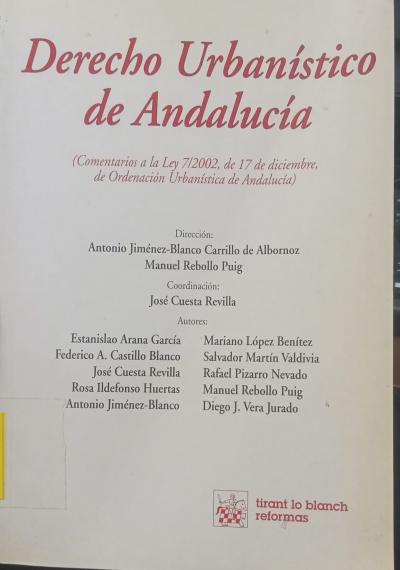 Derecho Urbanístico
de Andalucía
(Comentarios a la Ley 7/2002, de 17 de diciembre,
de Ordenación Urbanística de Andalucía)
Dirección:
Antonio Jiménez-Blanco Carrillo de Albornoz
Manuel Rebollo Puig
Coordinación:
José Cuesta Revilla
Autores:
Estanislao Arana García
Federico A. Castillo Blanco
José Cuesta Revilla
Rosa Ildefonso Huertas
Antonio Jiménez-Blanco
Mariano López Benítez
Salvador Martín Valdivia
Rafael Pizarro Nevado
Manuel Rebollo Puig
Diego J. Vera Jurado
tirant lo blanch
reformas